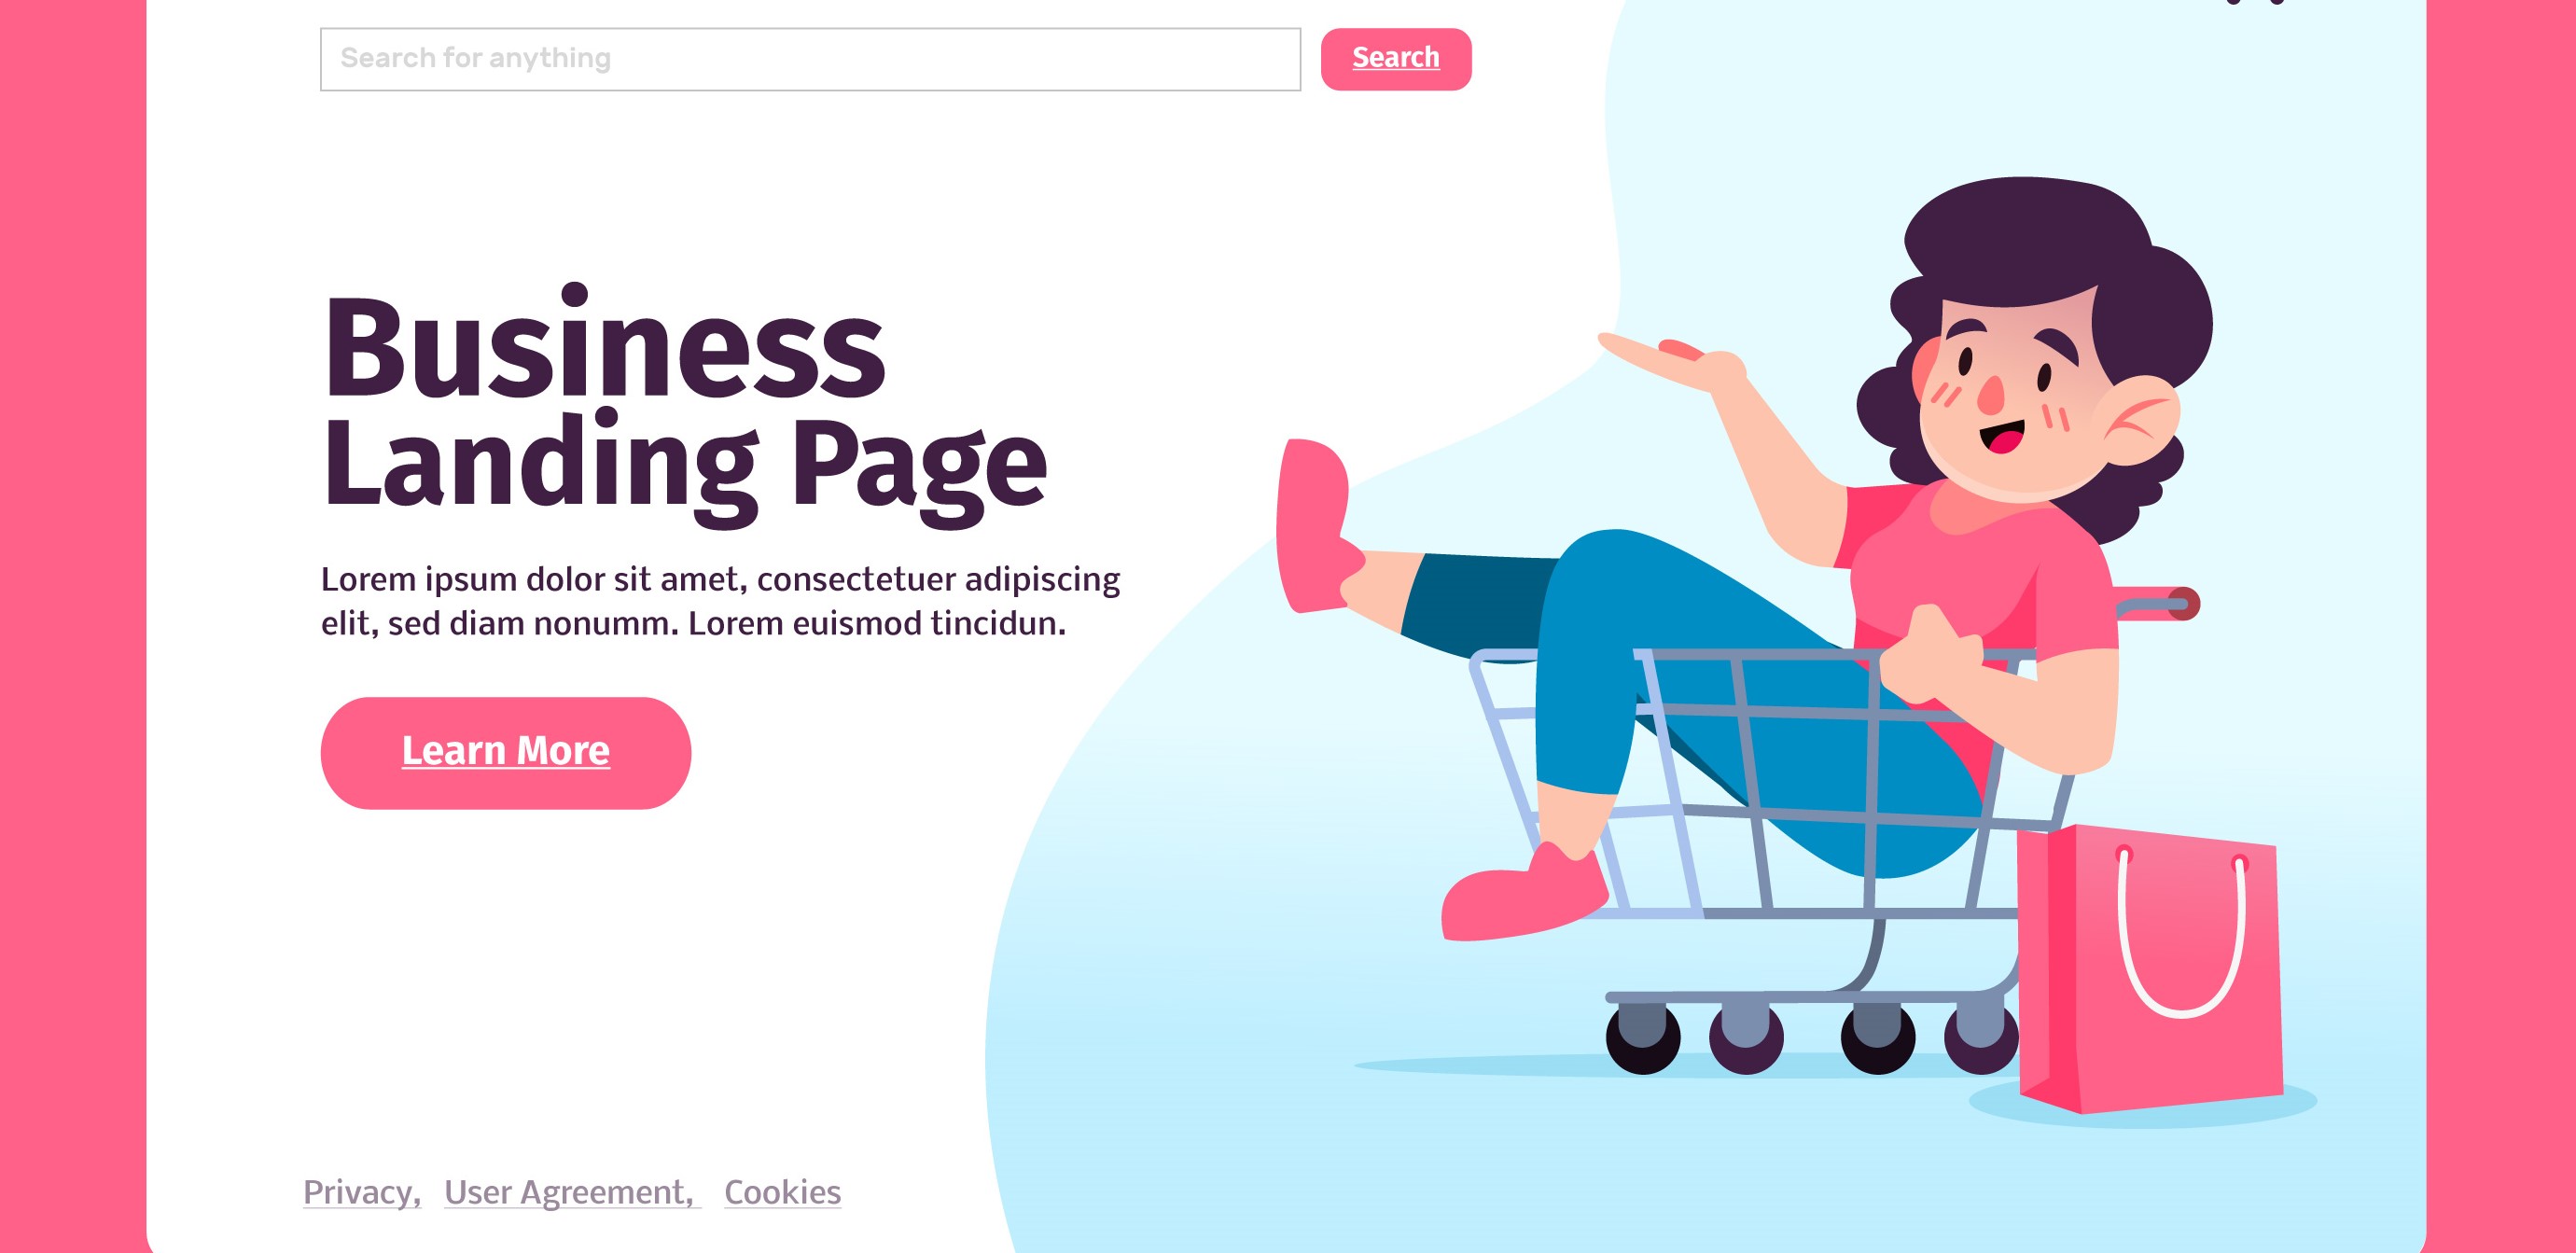 Search for anything Search
Business
Landing Page
Lorem ipsum dolor sit amet, consectetuer adipiscing
elit, sed diam nonumm. Lorem euismod tincidun.
Learn More
Privacy, User Agreement, Cookies